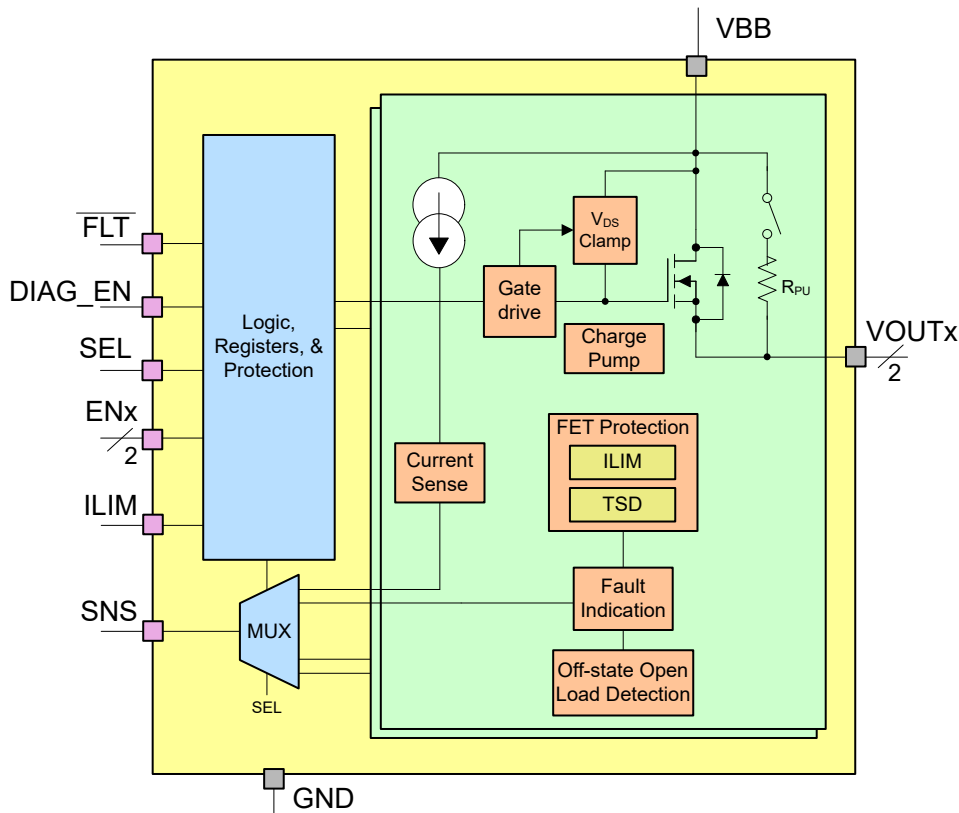 VBB
FLT
DIAG_EN
SEL
ENx
2
ILIM
SNS
Logic,
Registers, &
Protection
MUX
SEL
GND
VDS
Clamp
Gate
drive
Charge
Pump
RPU
VOUTx
2
Current
Sense
FET Protection
ILIM
TSD
Fault
Indication
Off-state Open
Load Detection